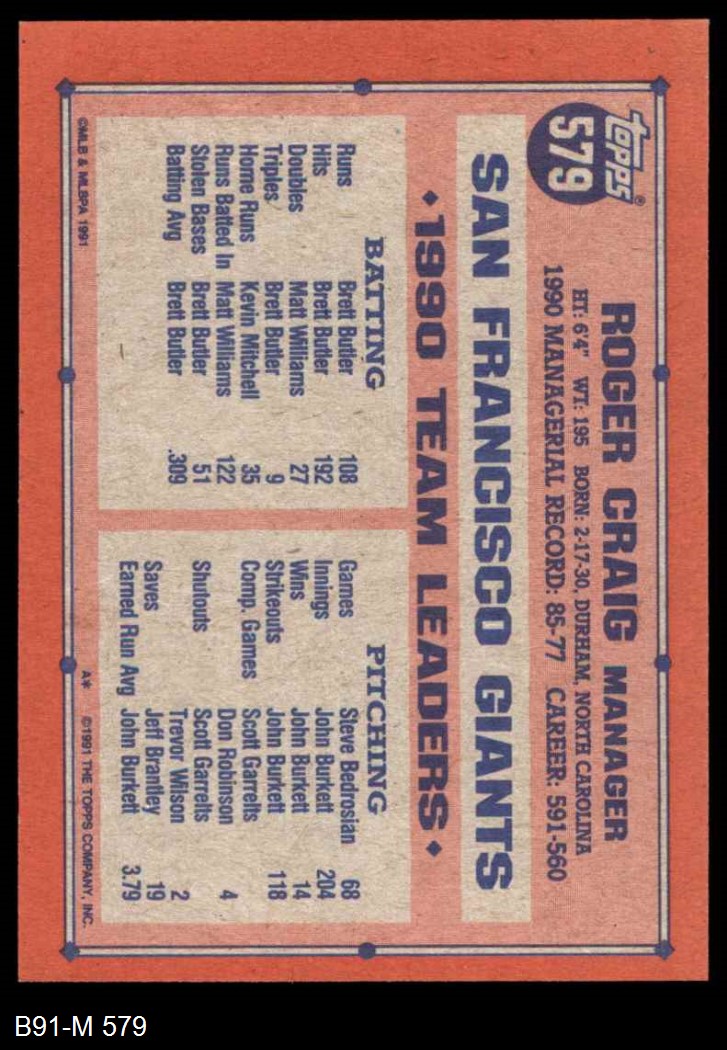 topps®
579
ROGER CRAIG MANAGER
HT: 6'4" WT: 195 BORN: 2-17-30, DURHAM, NORTH CAROLINA
1990 MANAGERIAL RECORD: 85-77 CAREER: 591-560
SAN FRANCISCO GIANTS
♦ 1990 TEAM LEADERS ♦
BATTING
Runs Brett Butler 108
Hits Brett Butler 192
Doubles Matt Williams 27
Triples Brett Butler 9
Home Runs Kevin Mitchell 35
Runs Batted In Matt Williams 122
Stolen Bases Brett Butler 51
Batting Avg Brett Butler .309
PITCHING
Games Steve Bedrosian 68
Innings John Burkett 204
Wins John Burkett 14
Strikeouts John Burkett 118
Comp. Games Scott Garrelts
Don Robinson 4
Shutouts Scott Garrelts
Trevor Wilson 2
Saves Jeff Brantley 19
Earned Run Avg John Burkett 3.79
©MLB & MLBPA 1991
A* ©1991 THE TOPPS COMPANY, INC.
B91-M 579